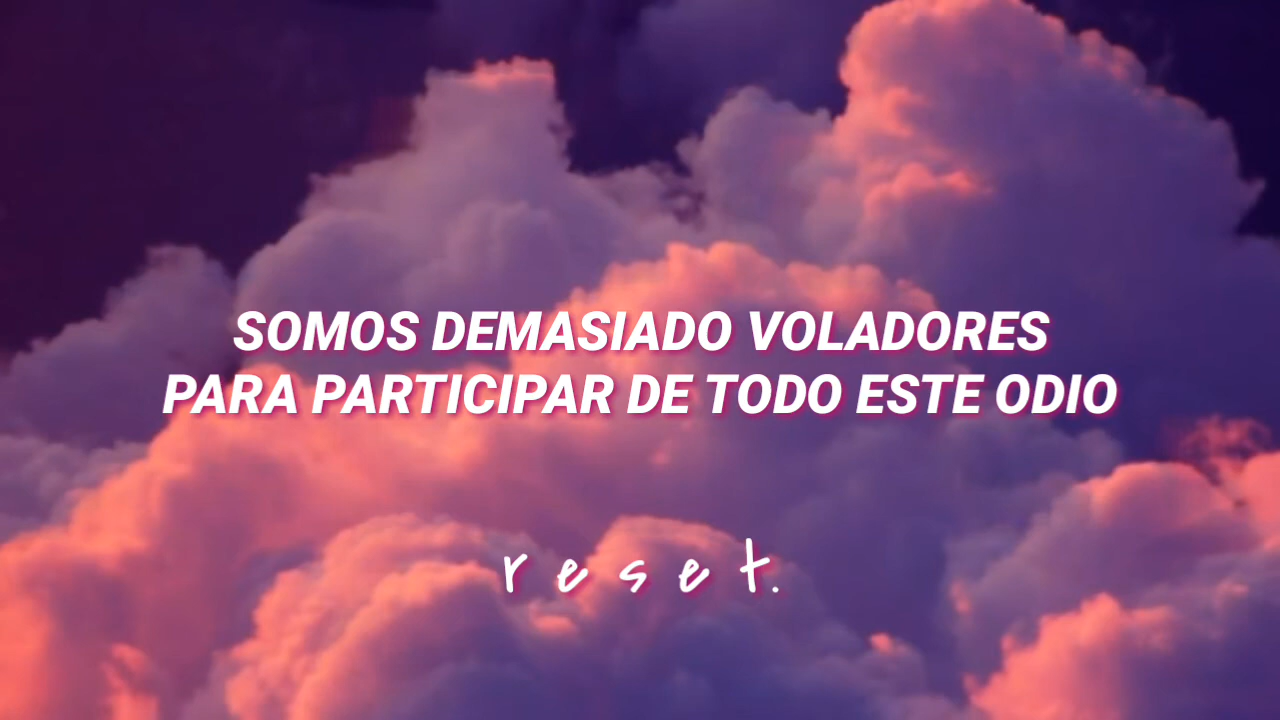 SOMOS DEMASIADO VOLADORES
PARA PARTICIPAR DE TODO ESTE ODIO
reset.